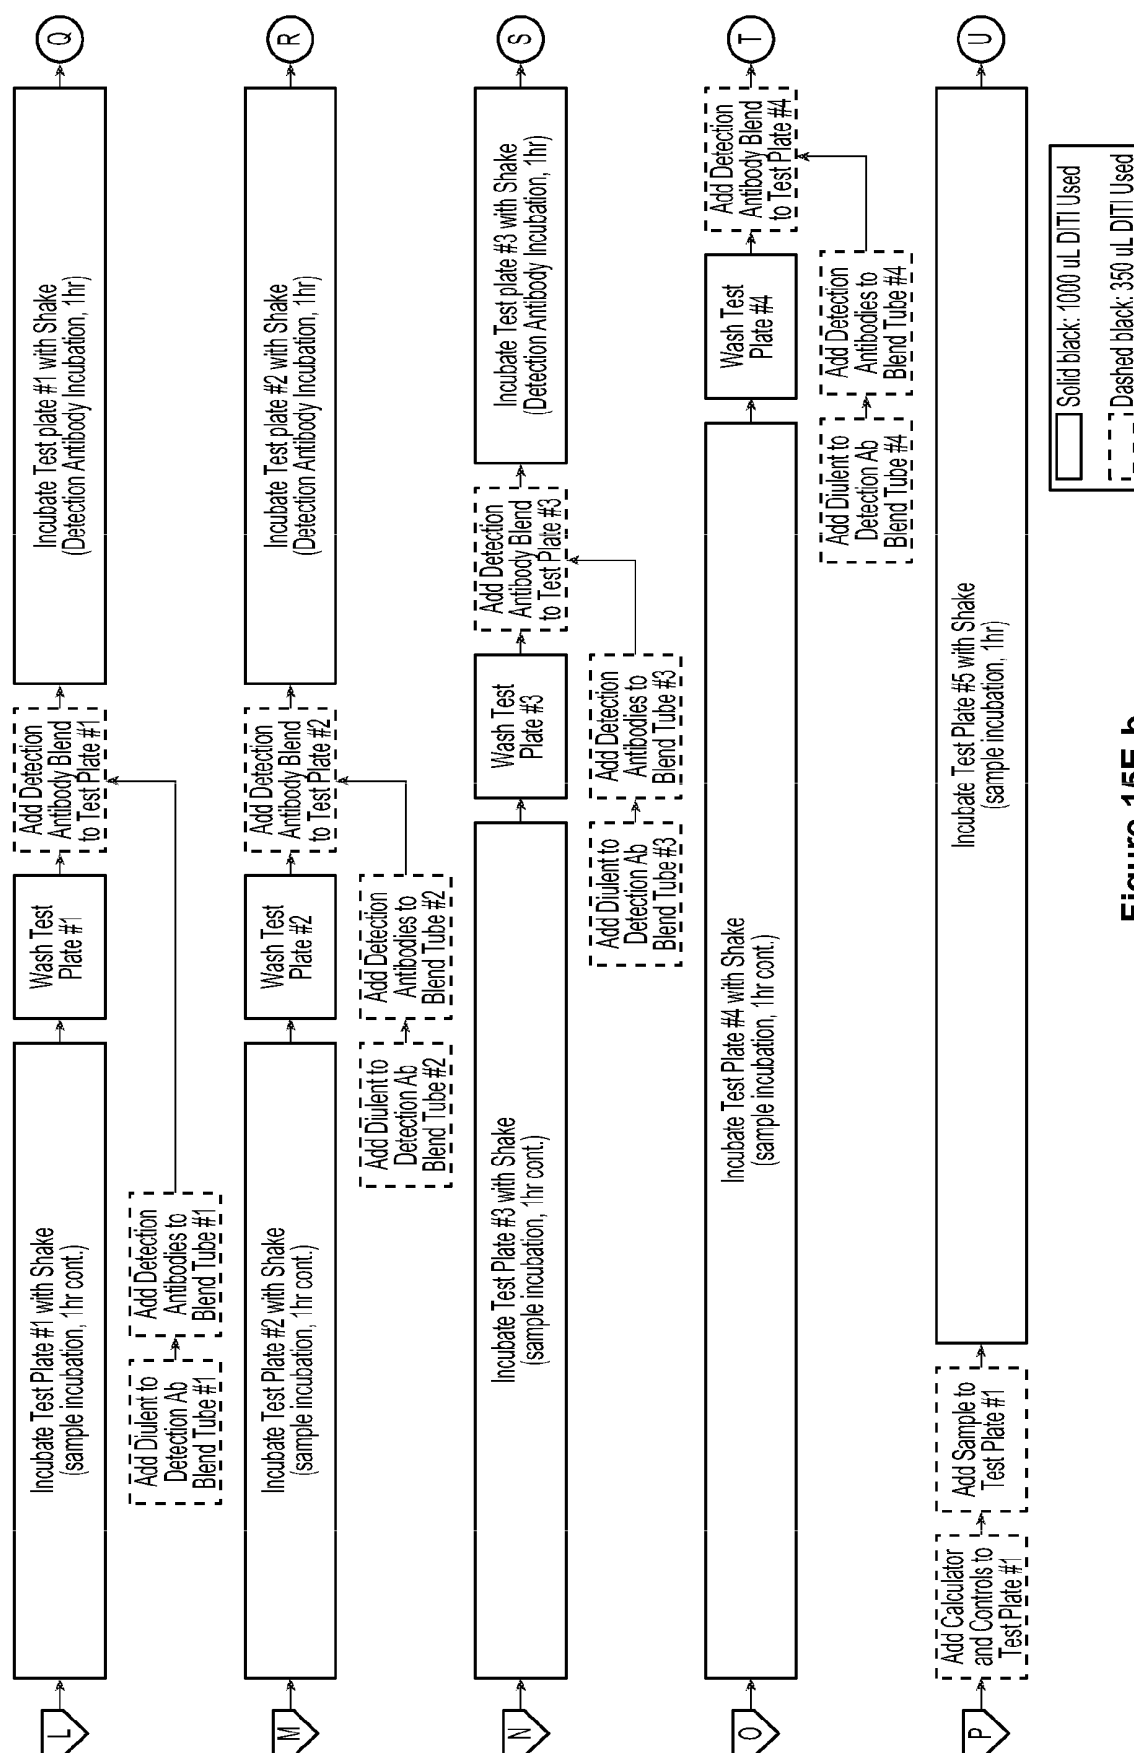 L
Incubate Test Plate #1 with Shake
(sample incubation, 1hr cont.)
Wash Test
Plate #1
Add Detection
Antibody Blend
to Test Plate #1
Incubate Test plate #1 with Shake
(Detection Antibody Incubation, 1hr)
Q
Add Diulent to
Detection Ab
Blend Tube #1
Add Detection
Antibodies to
Blend Tube #1
M
Incubate Test Plate #2 with Shake
(sample incubation, 1hr cont.)
Wash Test
Plate #2
Add Detection
Antibody Blend
to Test Plate #2
Incubate Test plate #2 with Shake
(Detection Antibody Incubation, 1hr)
R
Add Diulent to
Detection Ab
Blend Tube #2
Add Detection
Antibodies to
Blend Tube #2
N
Incubate Test Plate #3 with Shake
(sample incubation, 1hr cont.)
Wash Test
Plate #3
Add Detection
Antibody Blend
to Test Plate #3
Incubate Test plate #3 with Shake
(Detection Antibody Incubation, 1hr)
S
Add Diulent to
Detection Ab
Blend Tube #3
Add Detection
Antibodies to
Blend Tube #3
O
Incubate Test Plate #4 with Shake
(sample incubation, 1hr cont.)
Wash Test
Plate #4
Add Detection
Antibody Blend
to Test Plate #4
T
Add Diulent to
Detection Ab
Blend Tube #4
Add Detection
Antibodies to
Blend Tube #4
P
Add Calculator
and Controls to
Test Plate #1
Add Sample to
Test Plate #1
Incubate Test Plate #5 with Shake
(sample incubation, 1hr)
U
Solid black: 1000 uL DITI Used
Dashed black: 350 uL DITI Used
Figure 15E-b